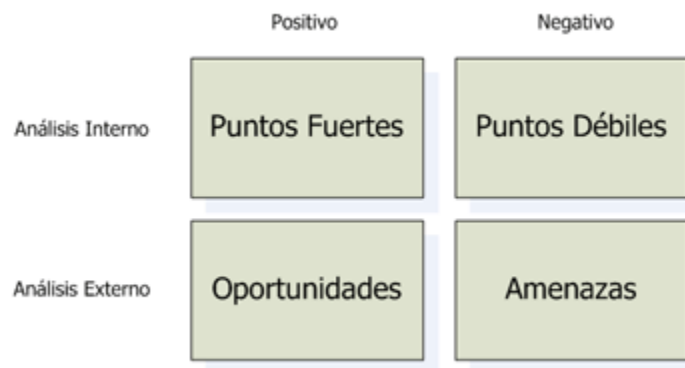 Positivo
Negativo
Análisis Interno
Puntos Fuertes
Puntos Débiles
Análisis Externo
Oportunidades
Amenazas